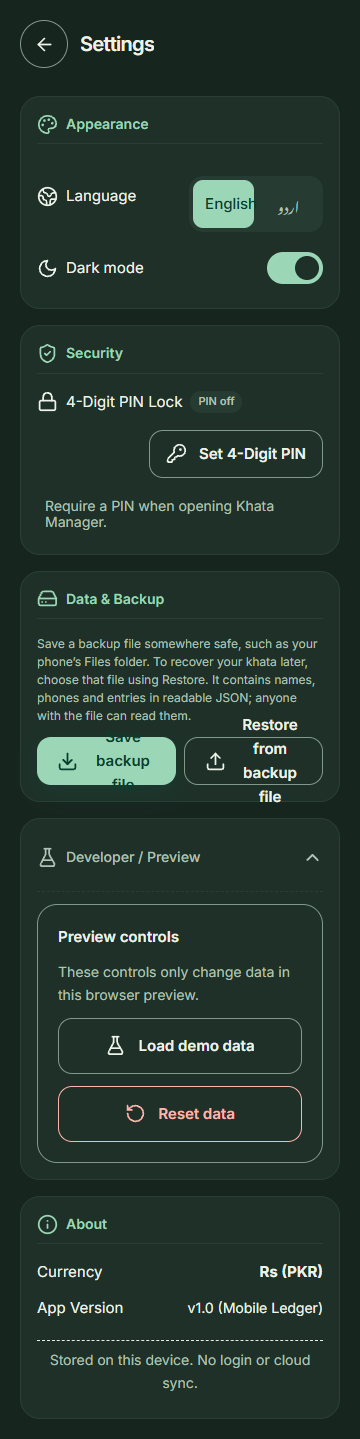 Settings
Appearance
Language
English
اردو
Dark mode
Security
4-Digit PIN Lock
PIN off
Set 4-Digit PIN
Require a PIN when opening Khata
Manager.
Data & Backup
Save a backup file somewhere safe, such as your
phone's Files folder. To recover your khata later,
choose that file using Restore. It contains names,
phones and entries in readable JSON; anyone
with the file can read them.
Save
backup
file
Restore
from
backup
file
Developer / Preview
Preview controls
These controls only change data in
this browser preview.
Load demo data
Reset data
About
Currency
Rs (PKR)
App Version
v1.0 (Mobile Ledger)
Stored on this device. No login or cloud
sync.